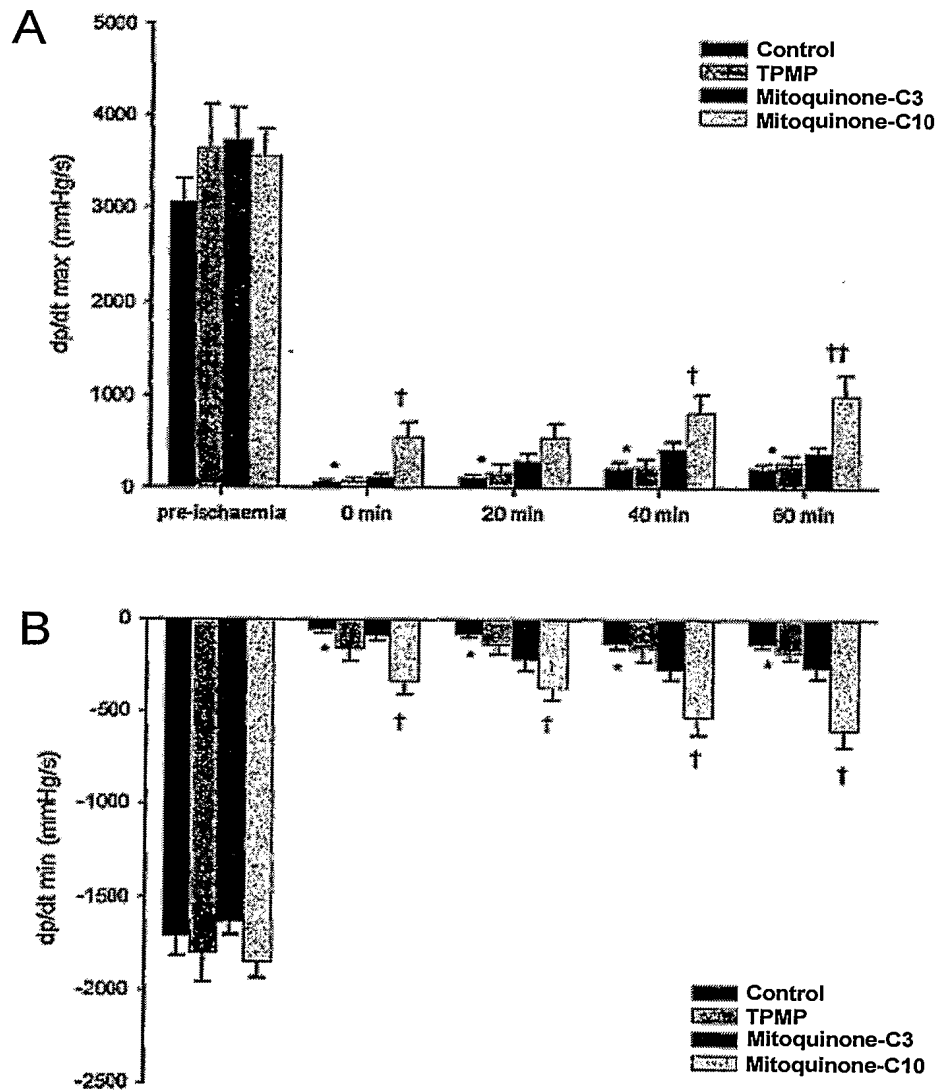 A
5000
4000
3000
2000
1000
0
dp/dt max (mmHg/s)
Control
TPMP
Mitoquinone-C3
Mitoquinone-C10
†
†
††
*
*
*
*
pre-ischaemia 0 min 20 min 40 min 60 min
B
0
-500
-1000
-1500
-2000
-2500
dp/dt min (mmHg/s)
*
*
*
*
†
†
†
†
Control
TPMP
Mitoquinone-C3
Mitoquinone-C10